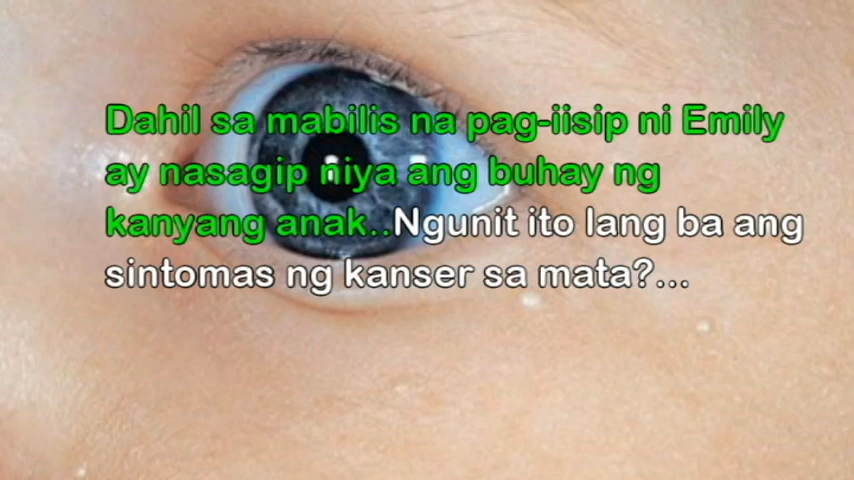 Dahil sa mabilis na pag-iisip ni Emily
ay nasagip niya ang buhay ng
kanyang anak..Ngunit ito lang ba ang
sintomas ng kanser sa mata?...